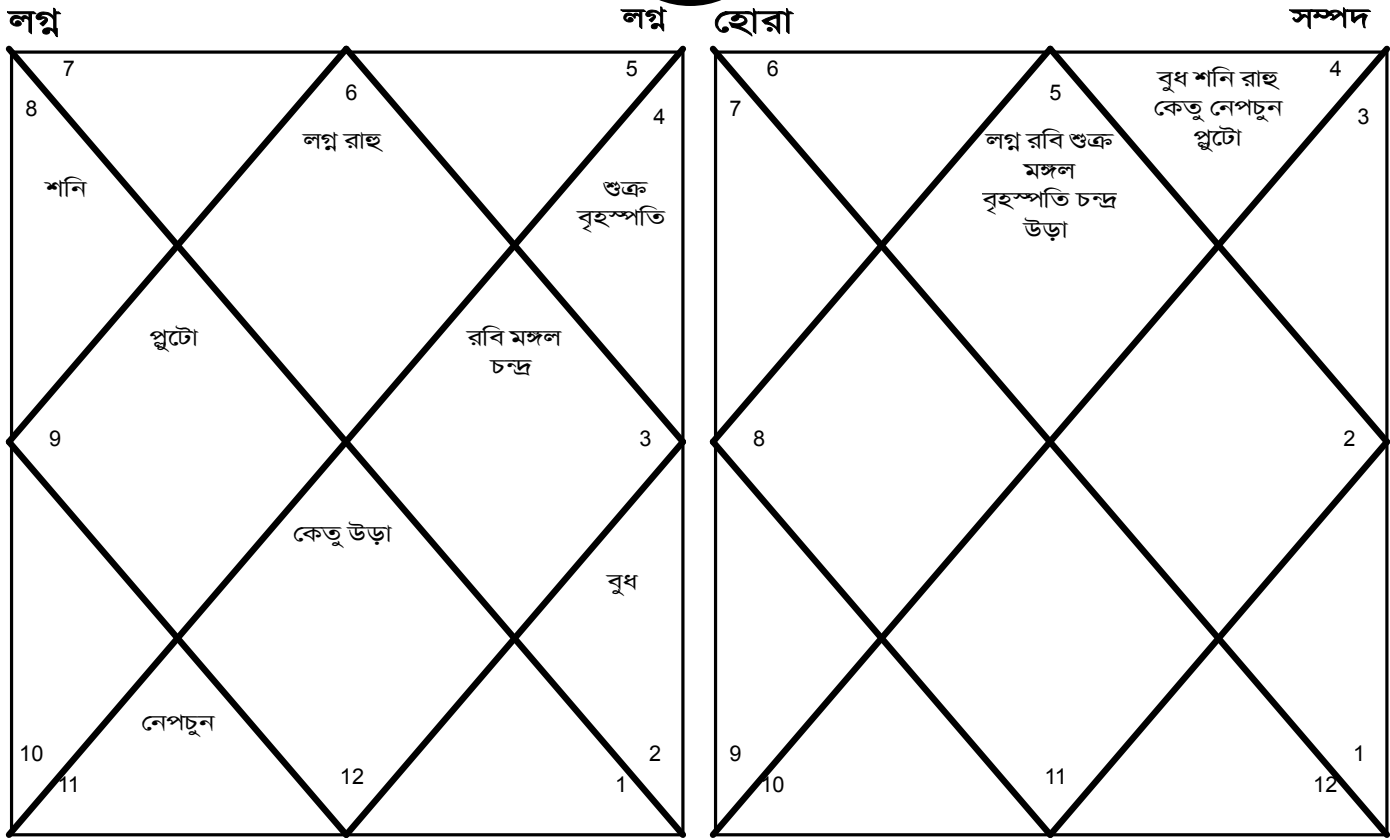 লগ্ন
লগ্ন
7
6
5
8
4
লগ্ন রাহু
শনি
শুক্র
বৃহস্পতি
প্লুটো
রবি মঙ্গল
চন্দ্র
9
3
কেতু উড়া
বুধ
নেপচুন
10
11
12
2
1
হোরা
সম্পদ
6
5
4
7
3
বুধ শনি রাহু
কেতু নেপচুন
প্লুটো
লগ্ন রবি শুক্র
মঙ্গল
বৃহস্পতি চন্দ্র
উড়া
8
2
9
10
11
1
12